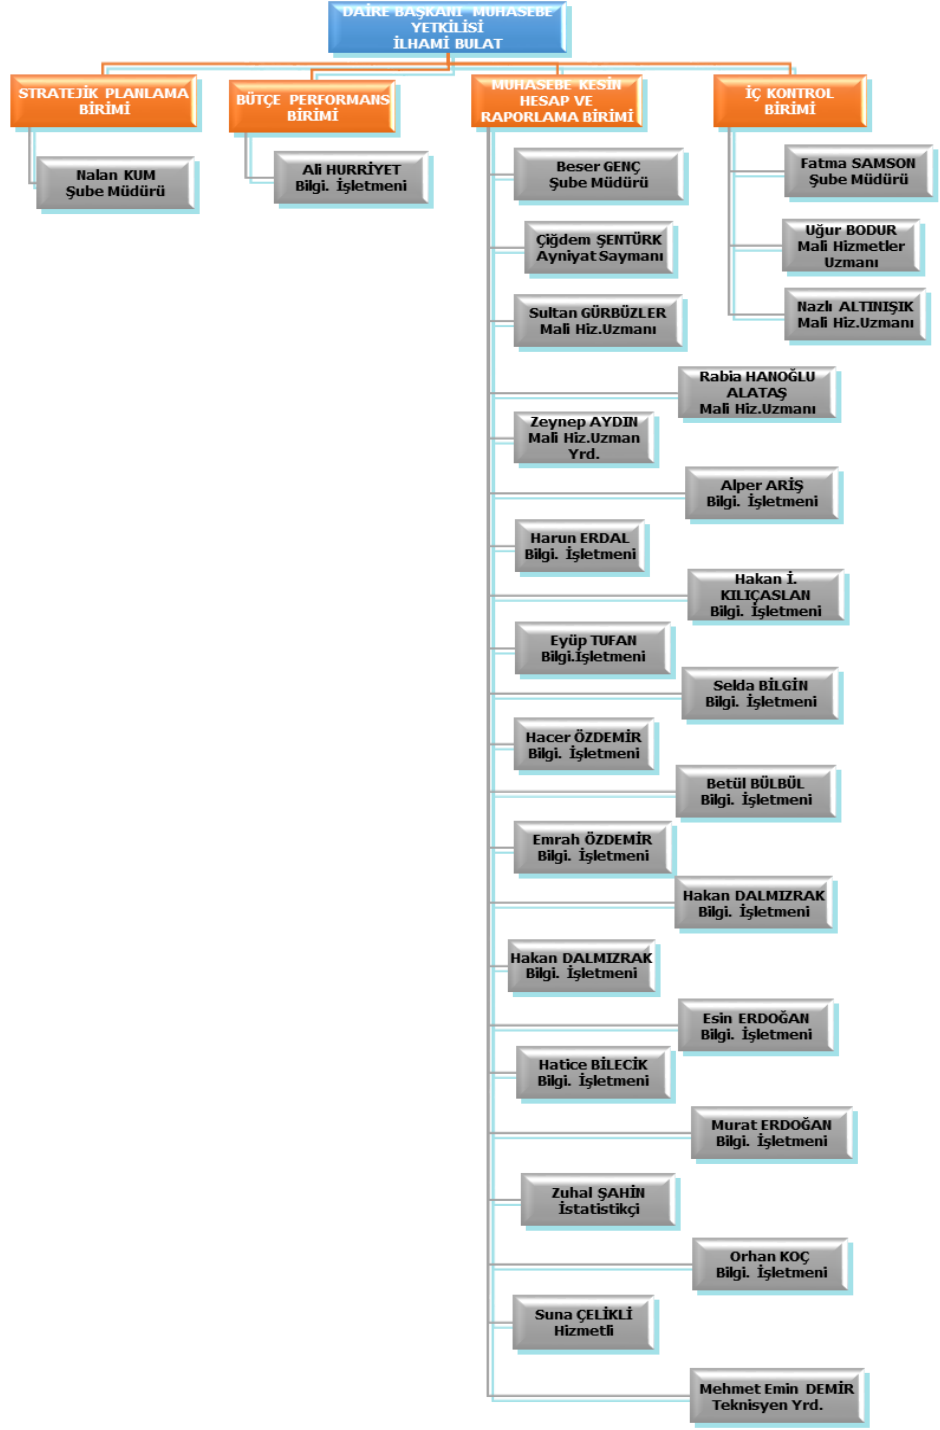 DAİRE BAŞKANI MUHASEBE
YETKİLİSİ
İLHAMİ BULAT
STRATEJİK PLANLAMA
BİRİMİ
Nalan KUM
Şube Müdürü
BÜTÇE PERFORMANS
BİRİMİ
Ali HURRİYET
Bilgi. İşletmeni
MUHASEBE KESİN
HESAP VE
RAPORLAMA BİRİMİ
Beser GENÇ
Şube Müdürü
Çiğdem ŞENTÜRK
Ayniyat Saymanı
Sultan GÜRBÜZLER
Mali Hiz.Uzmanı
Rabia HANOĞLU
ALATAŞ
Mali Hiz.Uzmanı
Zeynep AYDIN
Mali Hiz.Uzman
Yrd.
Alper ARİŞ
Bilgi. İşletmeni
Harun ERDAL
Bilgi. İşletmeni
Hakan İ.
KILIÇASLAN
Bilgi. İşletmeni
Eyüp TUFAN
Bilgi.İşletmeni
Selda BİLGİN
Bilgi. İşletmeni
Hacer ÖZDEMİR
Bilgi. İşletmeni
Betül BÜLBÜL
Bilgi. İşletmeni
Emrah ÖZDEMİR
Bilgi. İşletmeni
Hakan DALMIZRAK
Bilgi. İşletmeni
Hakan DALMIZRAK
Bilgi. İşletmeni
Esin ERDOĞAN
Bilgi. İşletmeni
Hatice BİLECİK
Bilgi. İşletmeni
Murat ERDOĞAN
Bilgi. İşletmeni
Zuhal ŞAHİN
İstatistikçi
Orhan KOÇ
Bilgi. İşletmeni
Suna ÇELİKLİ
Hizmetli
Mehmet Emin DEMİR
Teknisyen Yrd.
İÇ KONTROL
BİRİMİ
Fatma SAMSON
Şube Müdürü
Uğur BODUR
Mali Hizmetler
Uzmanı
Nazlı ALTINIŞIK
Mali Hiz.Uzmanı